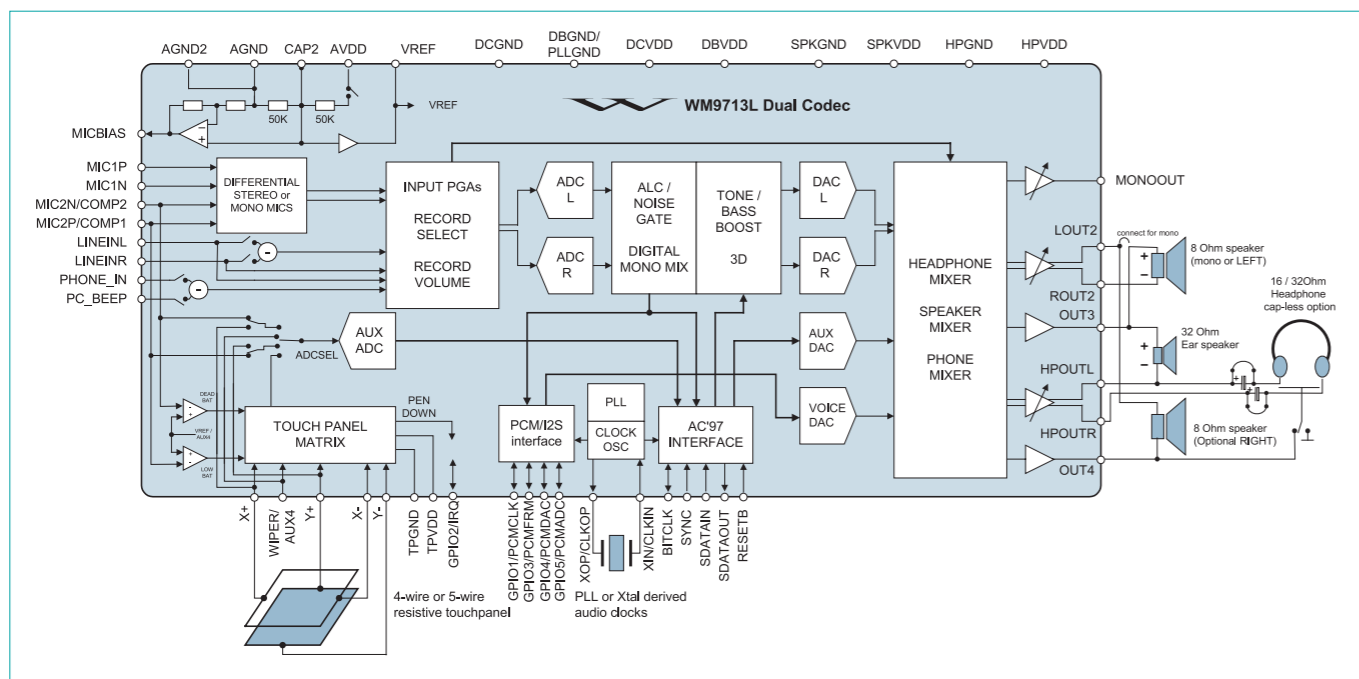 AGND2
AGND
CAP2
AVDD
VREF
DCGND
DBGND/
PLLGND
DCVDD
DBVDD
SPKGND
SPKVDD
HPGND
HPVDD
VREF
50K
50K
WM9713L Dual Codec
MICBIAS
MIC1P
MIC1N
MIC2N/COMP2
MIC2P/COMP1
LINEINL
LINEINR
PHONE_IN
PC_BEEP
DIFFERENTIAL
STEREO or
MONO MICS
-
-
INPUT PGAs
RECORD
SELECT
RECORD
VOLUME
ADC
L
ADC
R
ALC /
NOISE
GATE
DIGITAL
MONO MIX
TONE /
BASS
BOOST
3D
DAC
L
DAC
R
AUX
DAC
VOICE
DAC
HEADPHONE
MIXER
SPEAKER
MIXER
PHONE
MIXER
MONOOUT
LOUT2
ROUT2
OUT3
HPOUTL
HPOUTR
OUT4
connect for mono
+
−
8 Ohm speaker
(mono or LEFT)
16 / 32Ohm
Headphone
cap-less option
+
−
32 Ohm
Ear speaker
8 Ohm speaker
(Optional RIGHT)
ADCSEL
AUX
ADC
DEAD
BAT
VREF /
AUX4
LOW
BAT
TOUCH PANEL
MATRIX
PEN
DOWN
PCM/I2S
interface
PLL
CLOCK
OSC
AC'97
INTERFACE
X+
WIPER/
AUX4
Y+
X-
Y-
TPGND
TPVDD
GPIO2/IRQ
GPIO1/PCMCLK
GPIO3/PCMFRM
GPIO4/PCMDAC
GPIO5/PCMADC
XOP/CLKOP
XIN/CLKIN
BITCLK
SYNC
SDATAIN
SDATAOUT
RESETB
4-wire or 5-wire
resistive touchpanel
PLL or Xtal derived
audio clocks